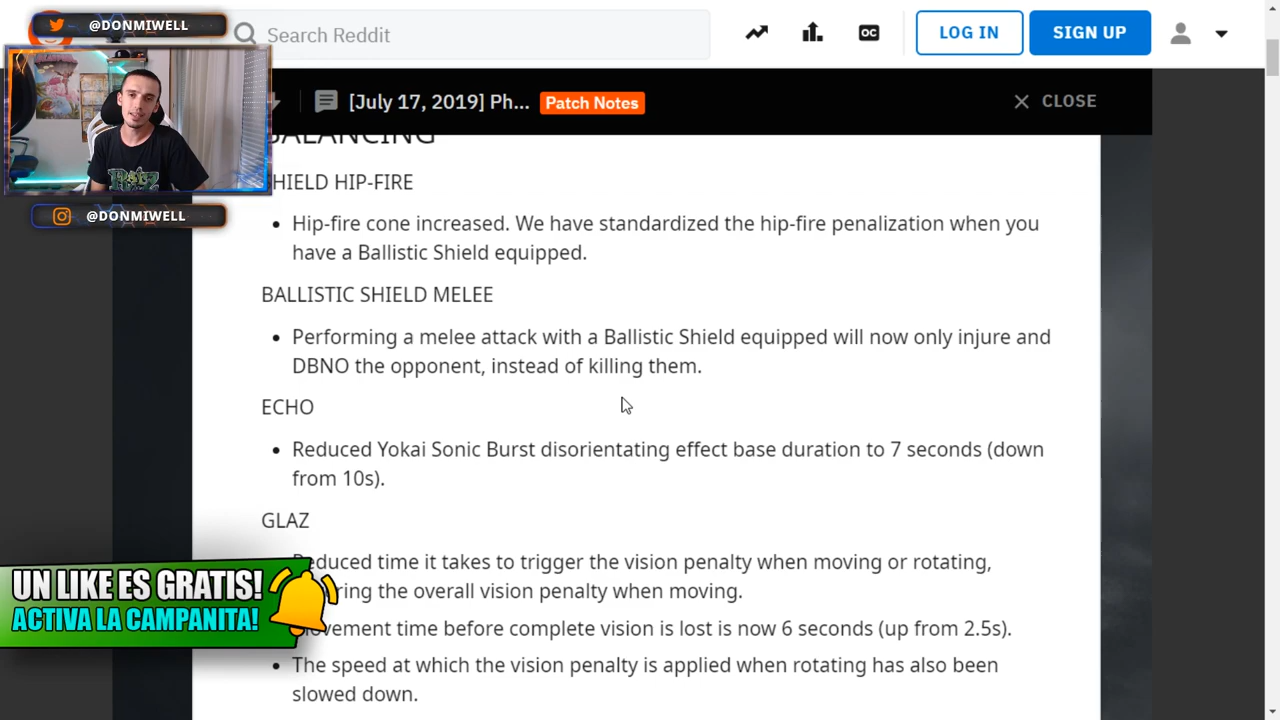 @DONMIWELL
Search Reddit
LOG IN
SIGN UP
[July 17, 2019] Ph...
Patch Notes
CLOSE
BALANCING
SHIELD HIP-FIRE
@DONMIWELL
• Hip-fire cone increased. We have standardized the hip-fire penalization when you
have a Ballistic Shield equipped.
BALLISTIC SHIELD MELEE
• Performing a melee attack with a Ballistic Shield equipped will now only injure and
DBNO the opponent, instead of killing them.
ECHO
• Reduced Yokai Sonic Burst disorientating effect base duration to 7 seconds (down
from 10s).
GLAZ
Reduced time it takes to trigger the vision penalty when moving or rotating,
ring the overall vision penalty when moving.
Movement time before complete vision is lost is now 6 seconds (up from 2.5s).
• The speed at which the vision penalty is applied when rotating has also been
slowed down.
UN LIKE ES GRATIS!
ACTIVA LA CAMPANITA!